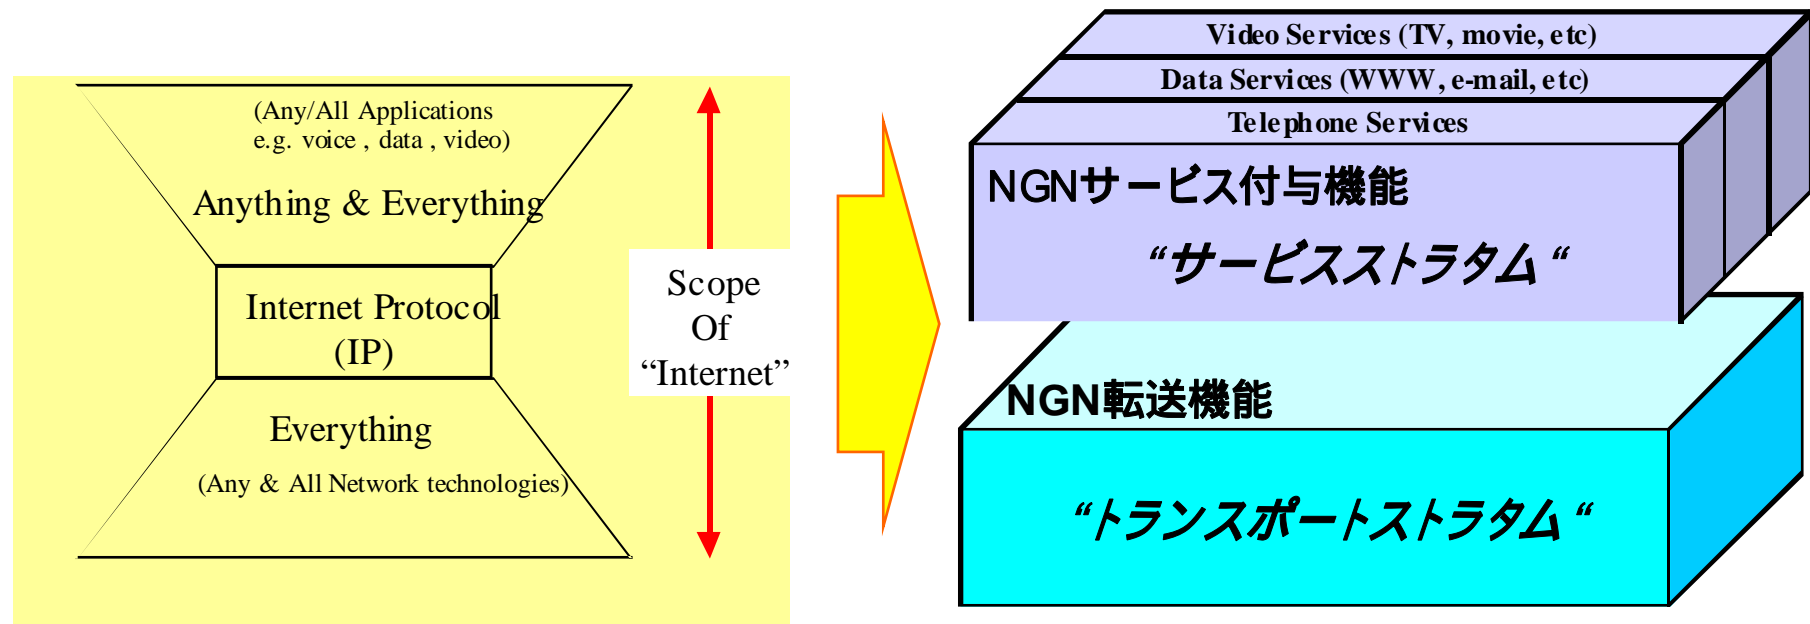 (Any/All Applications
e.g. voice , data , video)
Anything & Everything
Internet Protocol
(IP)
Everything
(Any & All Network technologies)
Scope
Of
“Internet”
Video Services (TV, movie, etc)
Data Services (WWW, e-mail, etc)
Telephone Services
NGNサービス付与機能
“サービスストラタム“
NGN転送機能
“トランスポートストラタム“